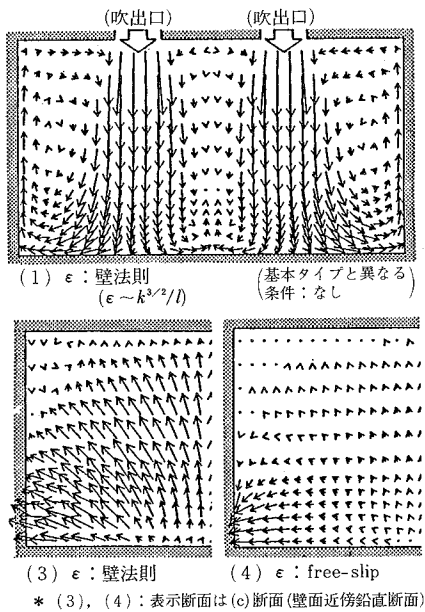 (吹出口) (吹出口)
(1) ε：壁法則
(ε～k³/²/l)
(基本タイプと異なる
条件：なし)
(3) ε：壁法則
(4) ε：free-slip
* (3), (4)：表示断面は(c)断面(壁面近傍鉛直断面)